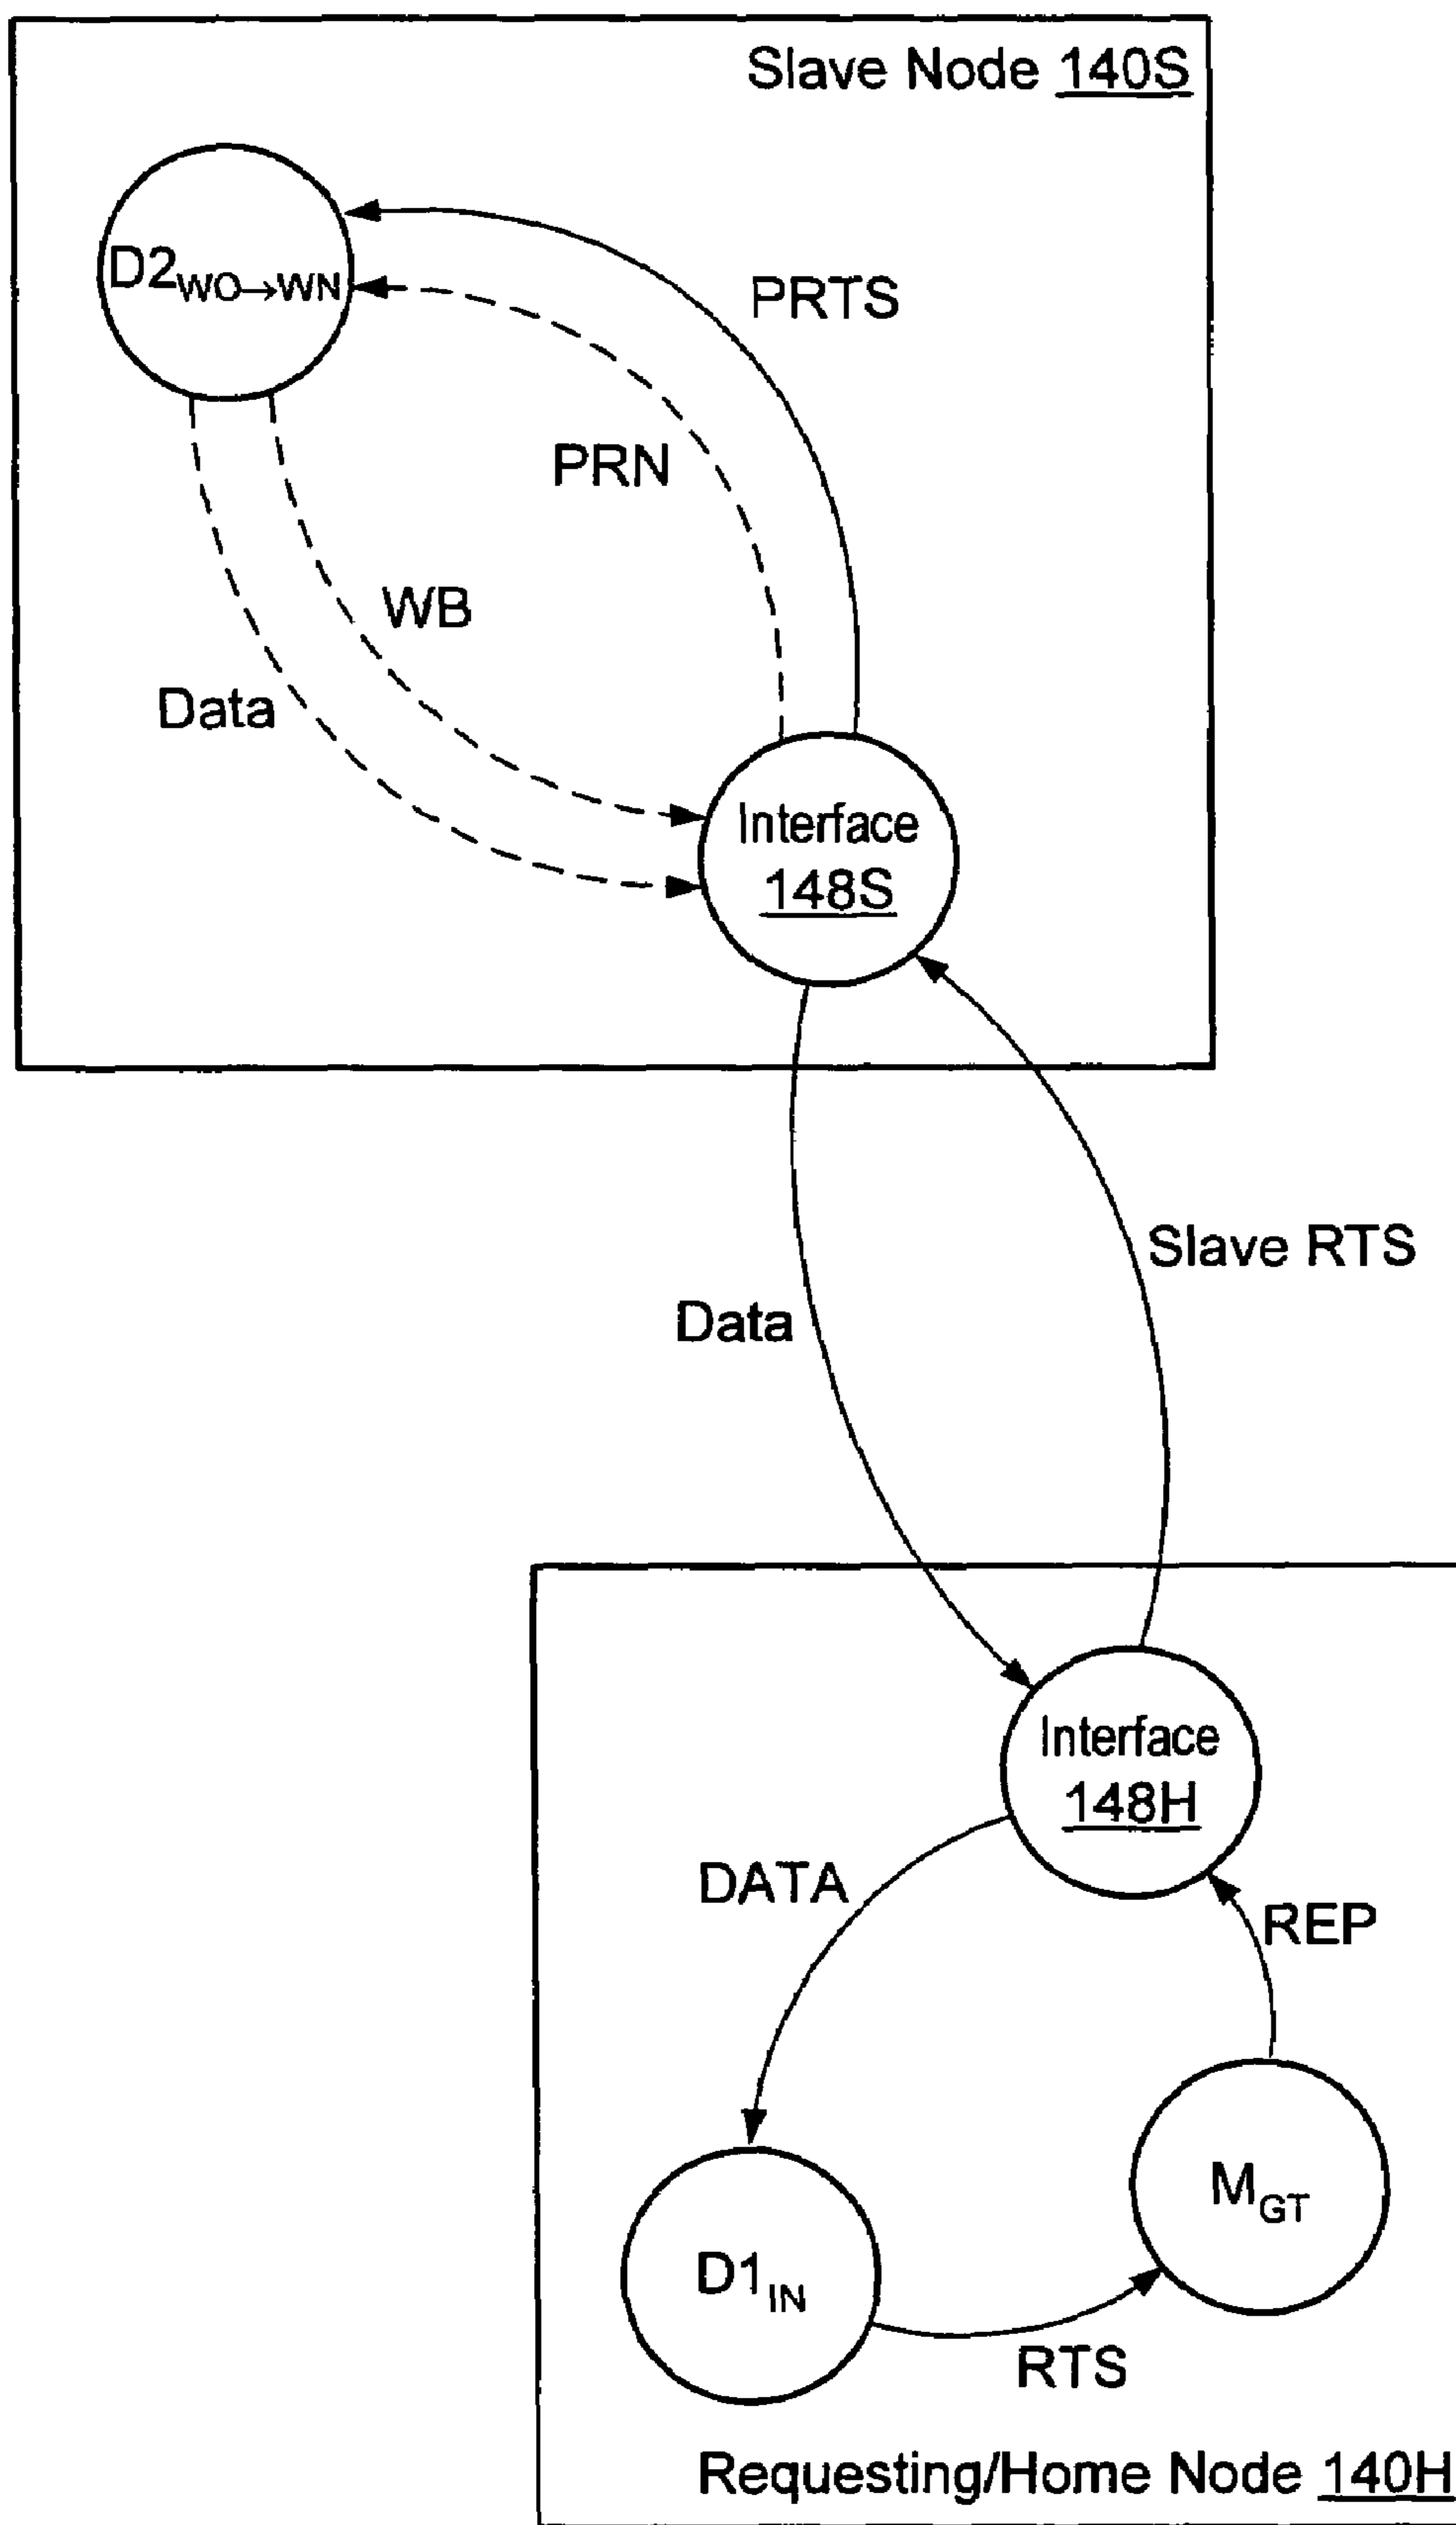 Slave Node 140S
D2WO→WN
PRTS
PRN
WB
Data
Interface
148S
Slave RTS
Data
Interface
148H
DATA
REP
MGT
D1IN
RTS
Requesting/Home Node 140H